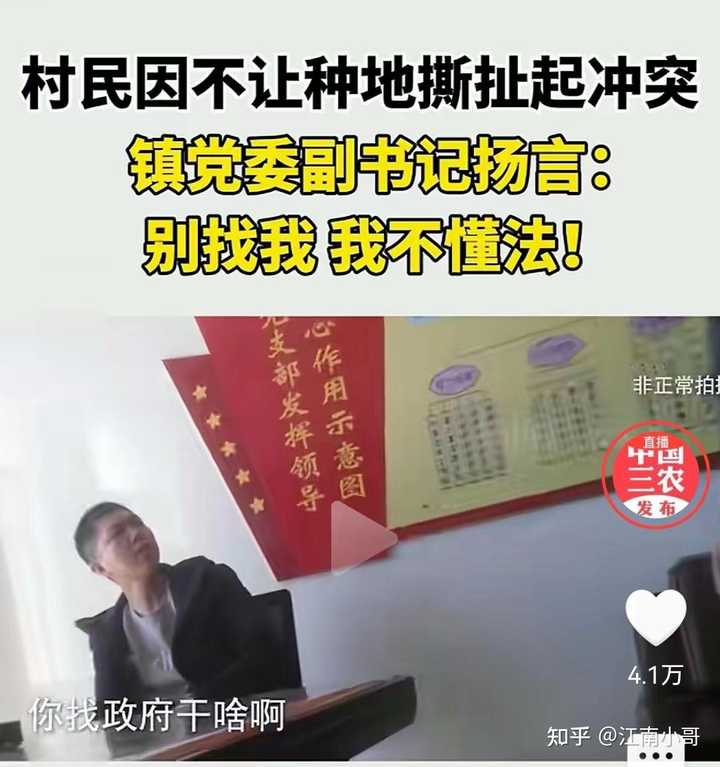 村民因不让种地撕扯起冲突
镇党委副书记扬言：
别找我 我不懂法！
心作用示意图
党支部发挥领导
非正常拍
直播
中国
三农
发布
4.1万
你找政府干啥啊
知乎 @江南小哥